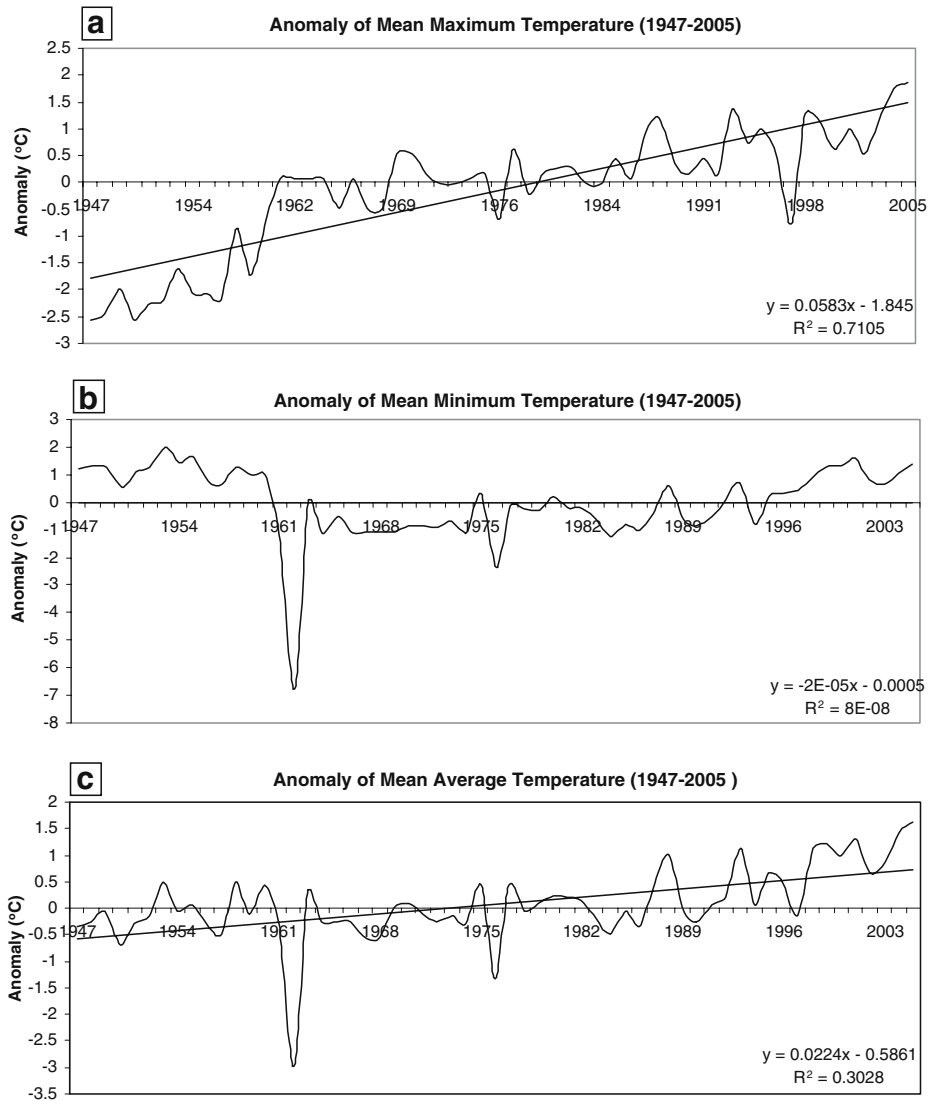 a
Anomaly of Mean Maximum Temperature (1947-2005)
2.5
2
1.5
1
0.5
0
-0.5
-1
-1.5
-2
-2.5
-3
Anomaly (°C)
1947 1954 1962 1969 1976 1984 1991 1998 2005
y = 0.0583x - 1.845
R² = 0.7105
b
Anomaly of Mean Minimum Temperature (1947-2005)
3
2
1
0
-1
-2
-3
-4
-5
-6
-7
-8
Anomaly (°C)
1947 1954 1961 1968 1975 1982 1989 1996 2003
y = -2E-05x - 0.0005
R² = 8E-08
c
Anomaly of Mean Average Temperature (1947-2005 )
2
1.5
1
0.5
0
-0.5
-1
-1.5
-2
-2.5
-3
-3.5
Anomaly (°C)
1947 1954 1961 1968 1975 1982 1989 1996 2003
y = 0.0224x - 0.5861
R² = 0.3028